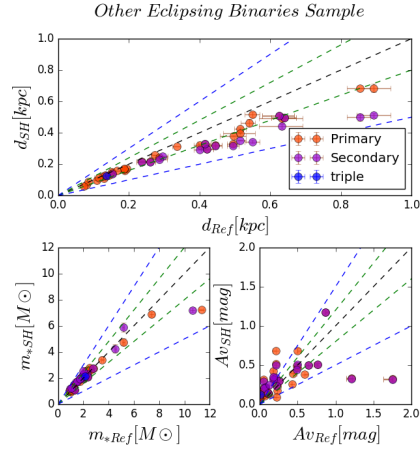 Other Eclipsing Binaries Sample
1.0
0.8
0.6
0.4
0.2
0.0
d_SH[kpc]
Primary
Secondary
triple
0.0 0.2 0.4 0.6 0.8 1.0
d_Ref[kpc]
12
10
8
6
4
2
0
m_*SH[M⊙]
0 2 4 6 8 10 12
m_*Ref[M⊙]
2.0
1.5
1.0
0.5
0.0
Av_SH[mag]
0.0 0.5 1.0 1.5 2.0
Av_Ref[mag]